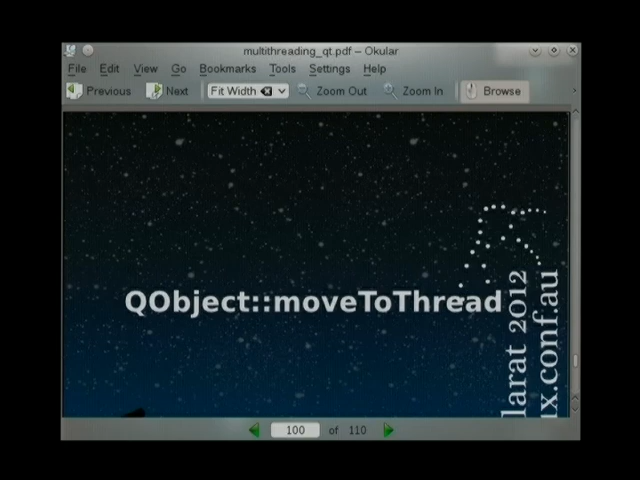 multithreading_qt.pdf – Okular
File Edit View Go Bookmarks Tools Settings Help
Previous Next Fit Width Zoom Out Zoom In Browse
QObject::moveToThread
larat 2012
ix.conf.au
100 of 110